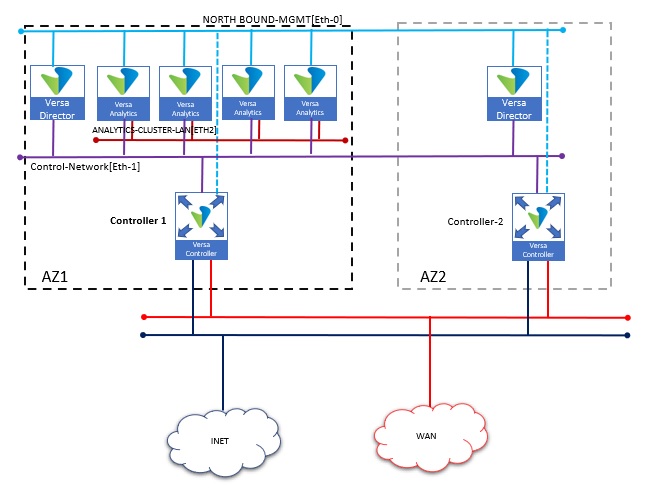 NORTH BOUND-MGMT[Eth-0]
Versa
Director
Versa
Analytics
Versa
Analytics
Versa
Analytics
Versa
Analytics
Versa
Director
ANALYTICS-CLUSTER-LAN[ETH2]
Control-Network[Eth-1]
Controller 1
Versa
Controller
Controller-2
Versa
Controller
AZ1
AZ2
INET
WAN